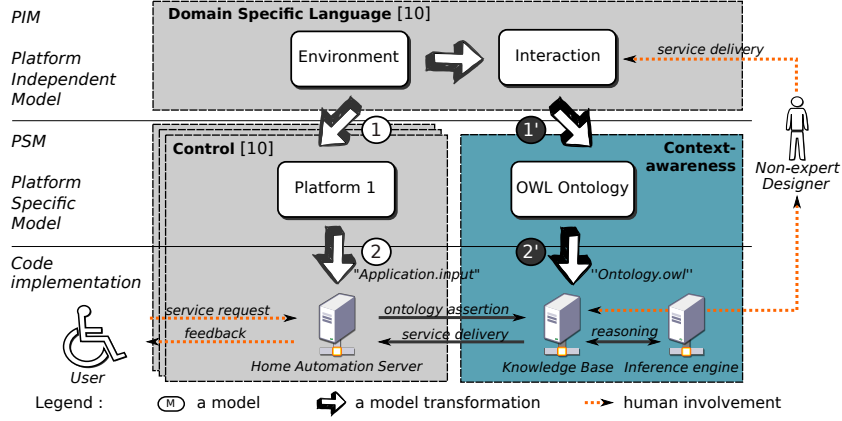 PIM
Domain Specific Language [10]
Platform
Independent
Model
Environment
Interaction
service delivery
1
1'
PSM
Control [10]
Context-
awareness
Non-expert
Designer
Platform
Specific
Model
Platform 1
OWL Ontology
2
2'
Code
implementation
"Application.input"
''Ontology.owl''
service request
ontology assertion
feedback
service delivery
reasoning
User
Home Automation Server
Knowledge Base
Inference engine
Legend :
M
a model
a model transformation
human involvement